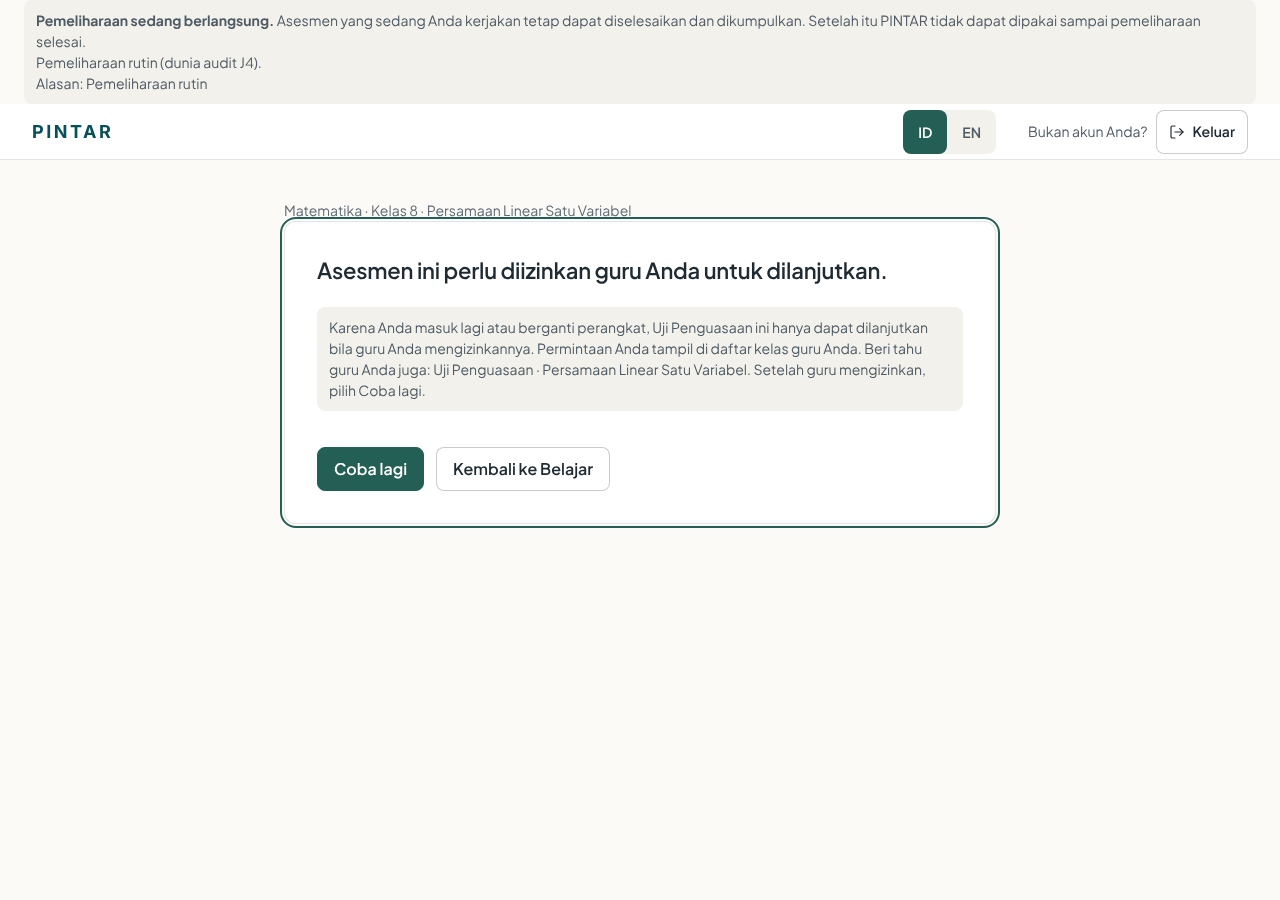 Pemeliharaan sedang berlangsung. Asesmen yang sedang Anda kerjakan tetap dapat diselesaikan dan dikumpulkan. Setelah itu PINTAR tidak dapat dipakai sampai pemeliharaan
selesai.
Pemeliharaan rutin (dunia audit J4).
Alasan: Pemeliharaan rutin
PINTAR
ID
EN
Bukan akun Anda?
Keluar
Matematika · Kelas 8 · Persamaan Linear Satu Variabel
Asesmen ini perlu diizinkan guru Anda untuk dilanjutkan.
Karena Anda masuk lagi atau berganti perangkat, Uji Penguasaan ini hanya dapat dilanjutkan
bila guru Anda mengizinkannya. Permintaan Anda tampil di daftar kelas guru Anda. Beri tahu
guru Anda juga: Uji Penguasaan · Persamaan Linear Satu Variabel. Setelah guru mengizinkan,
pilih Coba lagi.
Coba lagi
Kembali ke Belajar